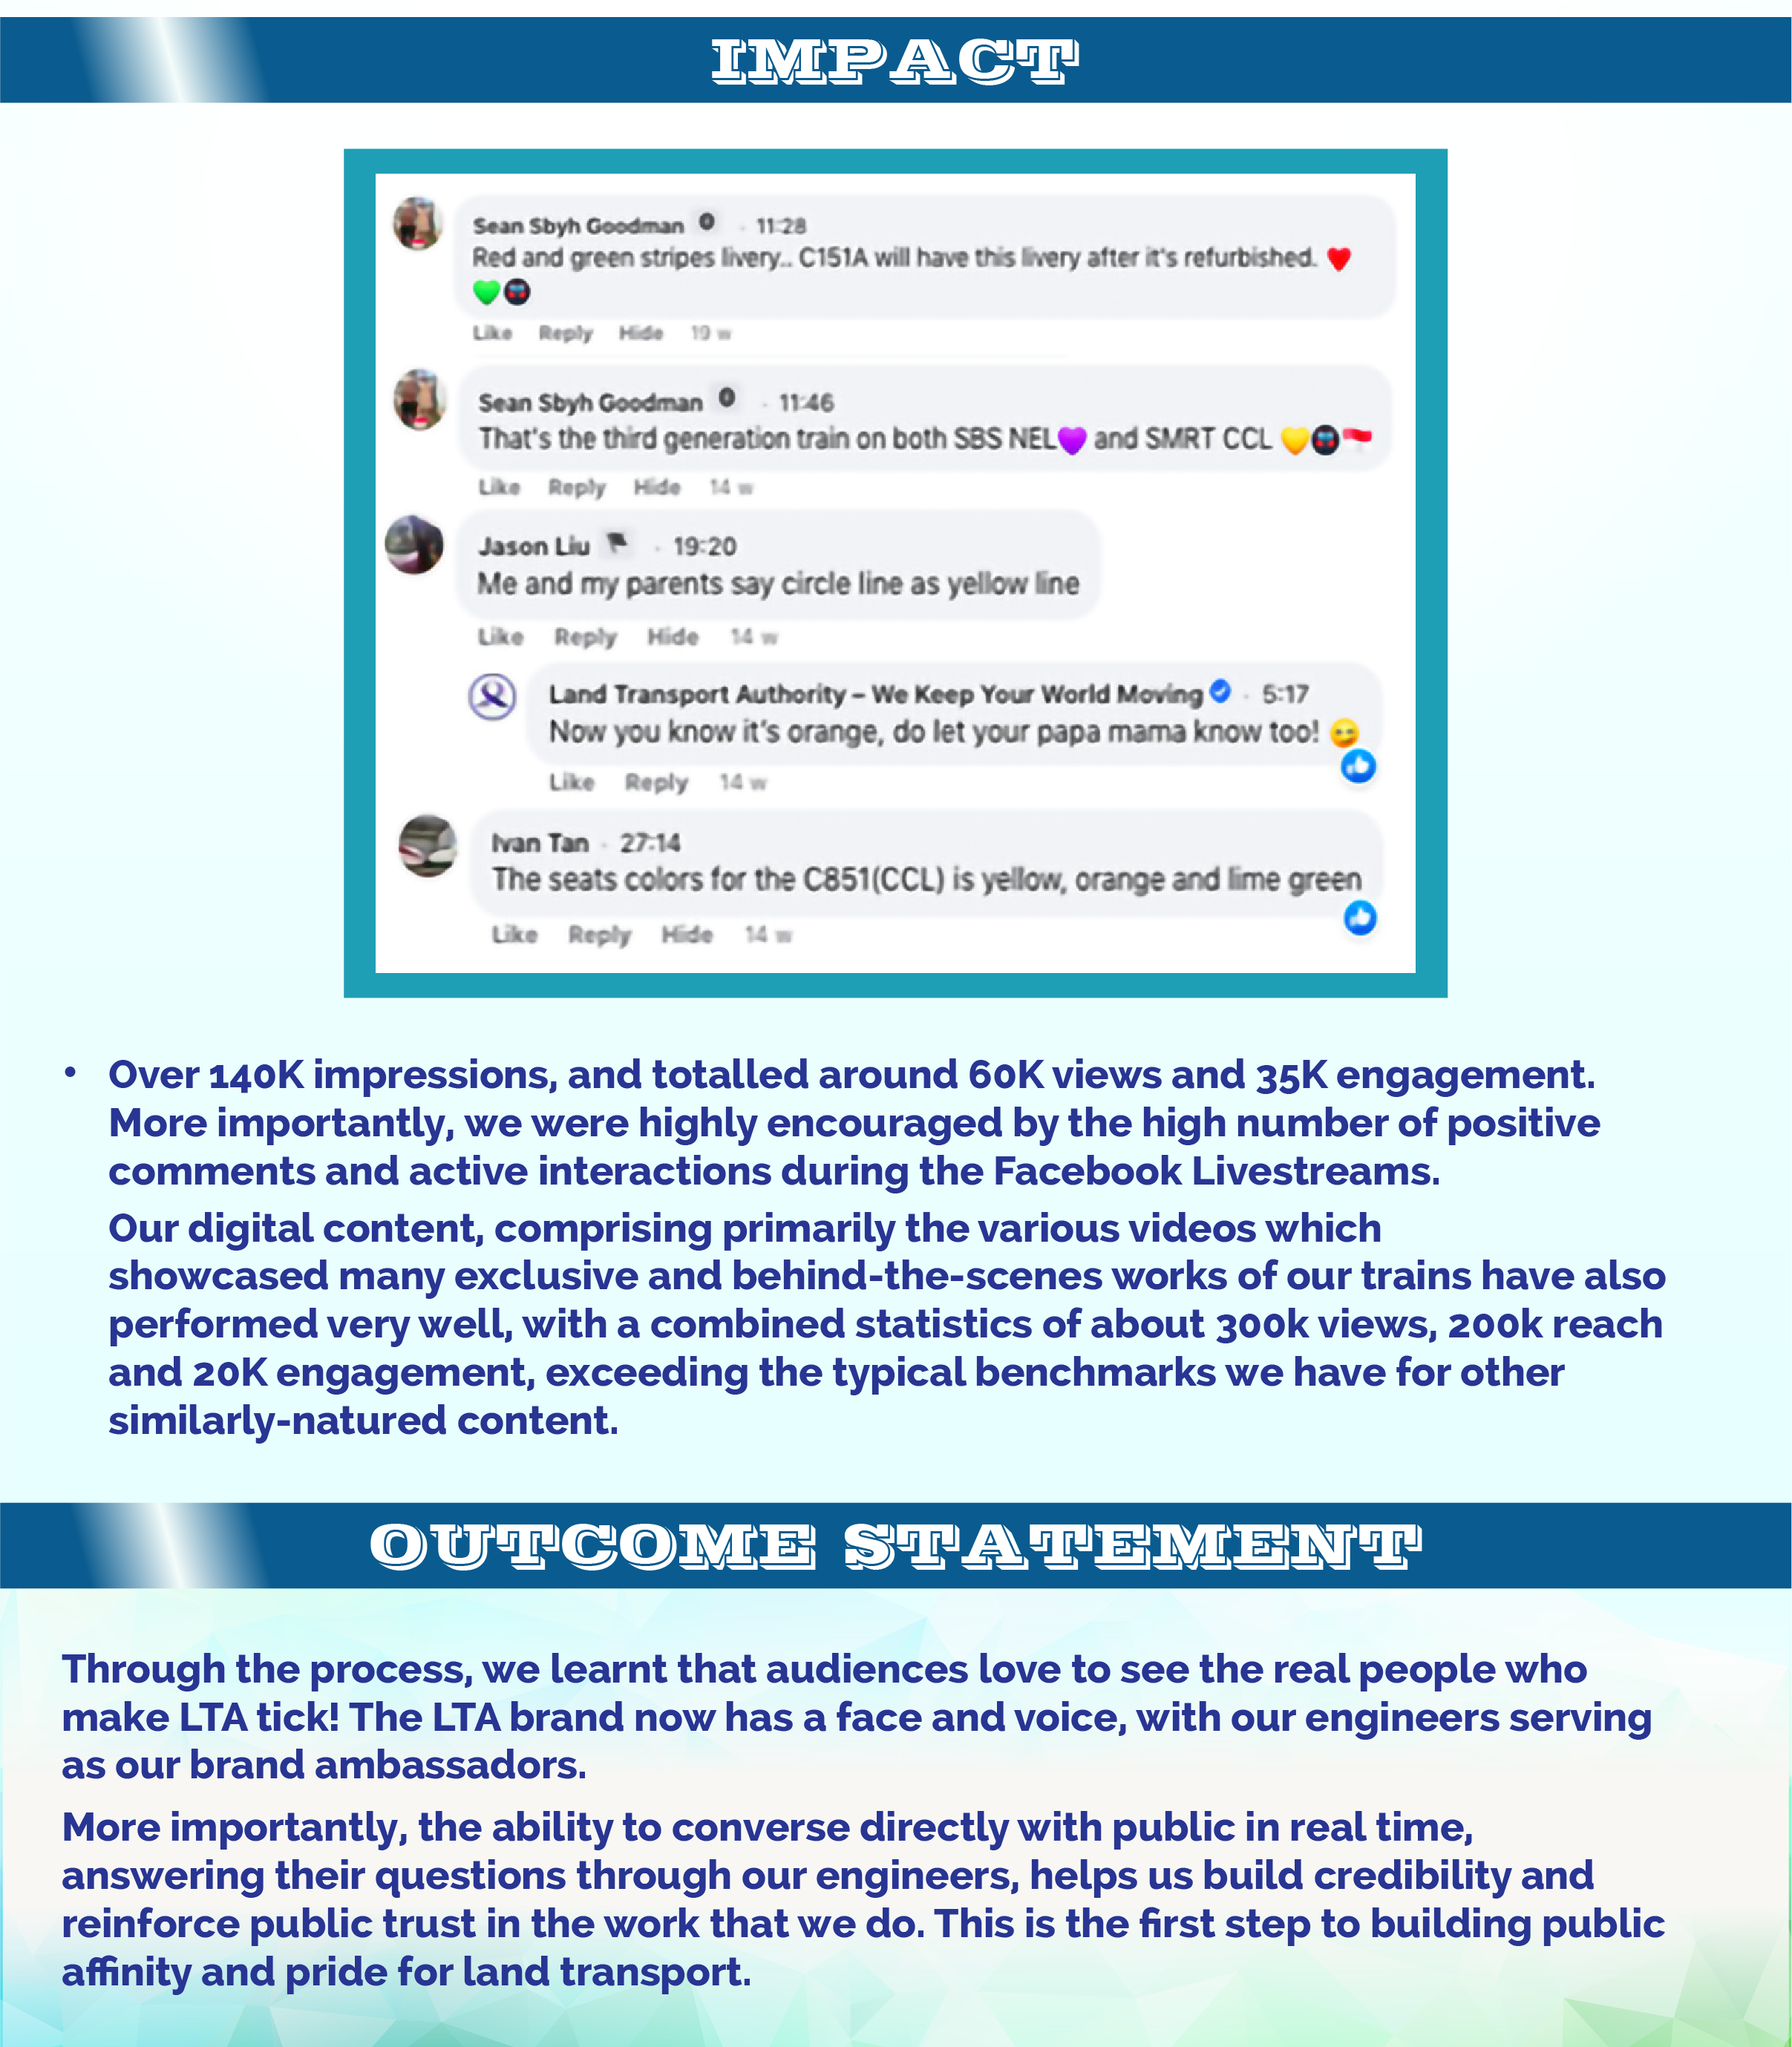 IMPACT
Sean Sbyh Goodman · 11:28
Red and green stripes livery.. C151A will have this livery after it's refurbished. ❤️
💚
Like Reply Hide 19 w
Sean Sbyh Goodman · 11:46
That's the third generation train on both SBS NEL💜 and SMRT CCL 💛
Like Reply Hide 14 w
Jason Liu · 19:20
Me and my parents say circle line as yellow line
Like Reply Hide 14 w
Land Transport Authority – We Keep Your World Moving · 5:17
Now you know it's orange, do let your papa mama know too!
Like Reply 14 w
Ivan Tan · 27:14
The seats colors for the C851(CCL) is yellow, orange and lime green
Like Reply Hide 14 w
• Over 140K impressions, and totalled around 60K views and 35K engagement.
More importantly, we were highly encouraged by the high number of positive
comments and active interactions during the Facebook Livestreams.
Our digital content, comprising primarily the various videos which
showcased many exclusive and behind-the-scenes works of our trains have also
performed very well, with a combined statistics of about 300k views, 200k reach
and 20K engagement, exceeding the typical benchmarks we have for other
similarly-natured content.
OUTCOME STATEMENT
Through the process, we learnt that audiences love to see the real people who
make LTA tick! The LTA brand now has a face and voice, with our engineers serving
as our brand ambassadors.
More importantly, the ability to converse directly with public in real time,
answering their questions through our engineers, helps us build credibility and
reinforce public trust in the work that we do. This is the first step to building public
affinity and pride for land transport.